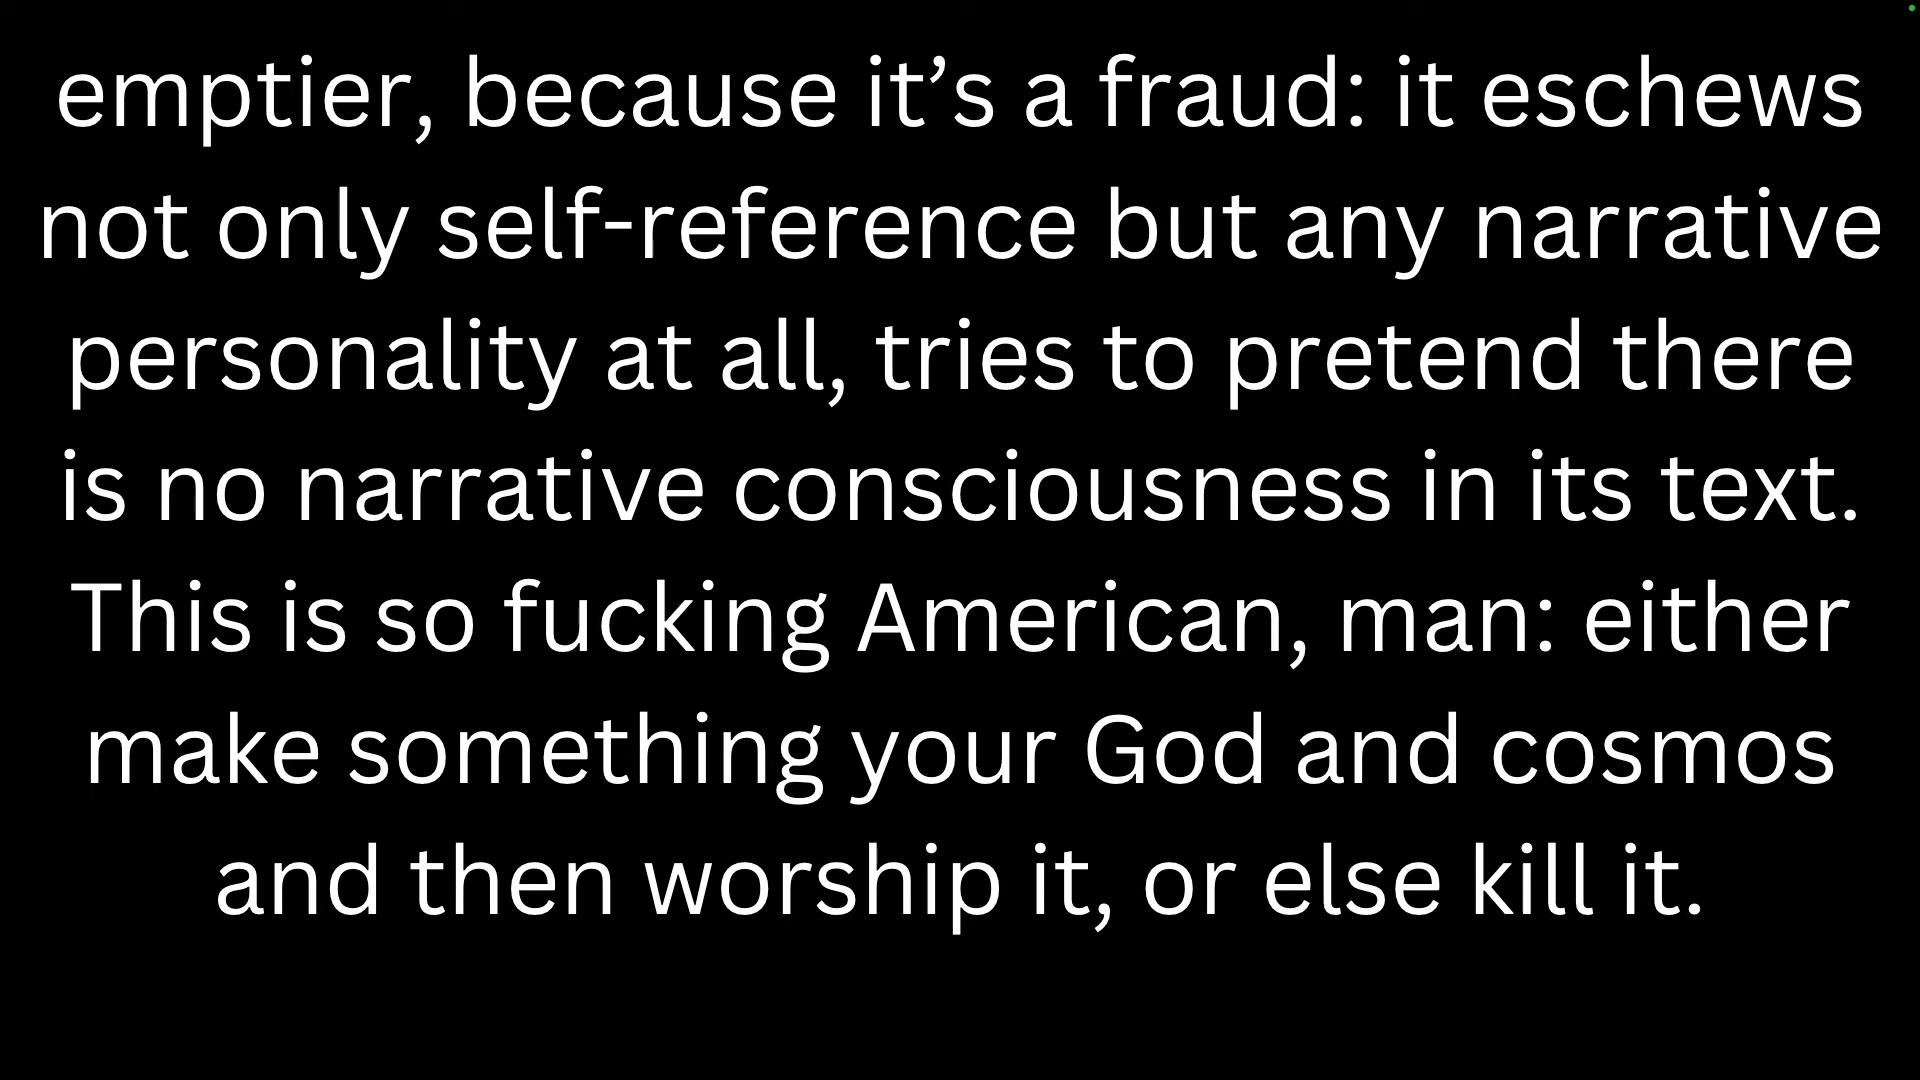 emptier, because it’s a fraud: it eschews
not only self-reference but any narrative
personality at all, tries to pretend there
is no narrative consciousness in its text.
This is so fucking American, man: either
make something your God and cosmos
and then worship it, or else kill it.